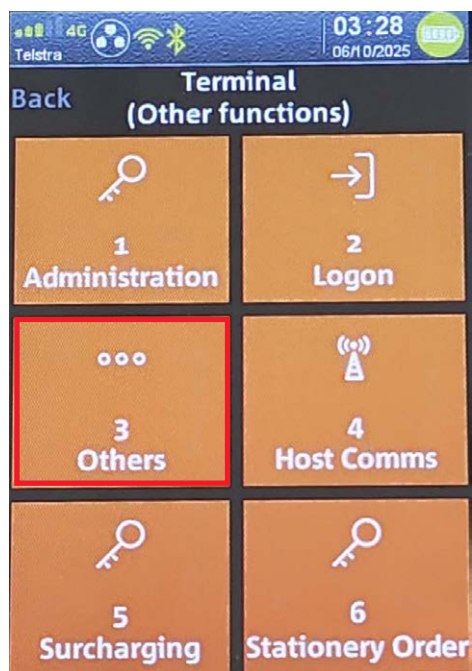 4G
03:28
Telstra
06/10/2025
Back
Terminal
(Other functions)
1
Administration
2
Logon
3
Others
4
Host Comms
5
Surcharging
6
Stationery Order